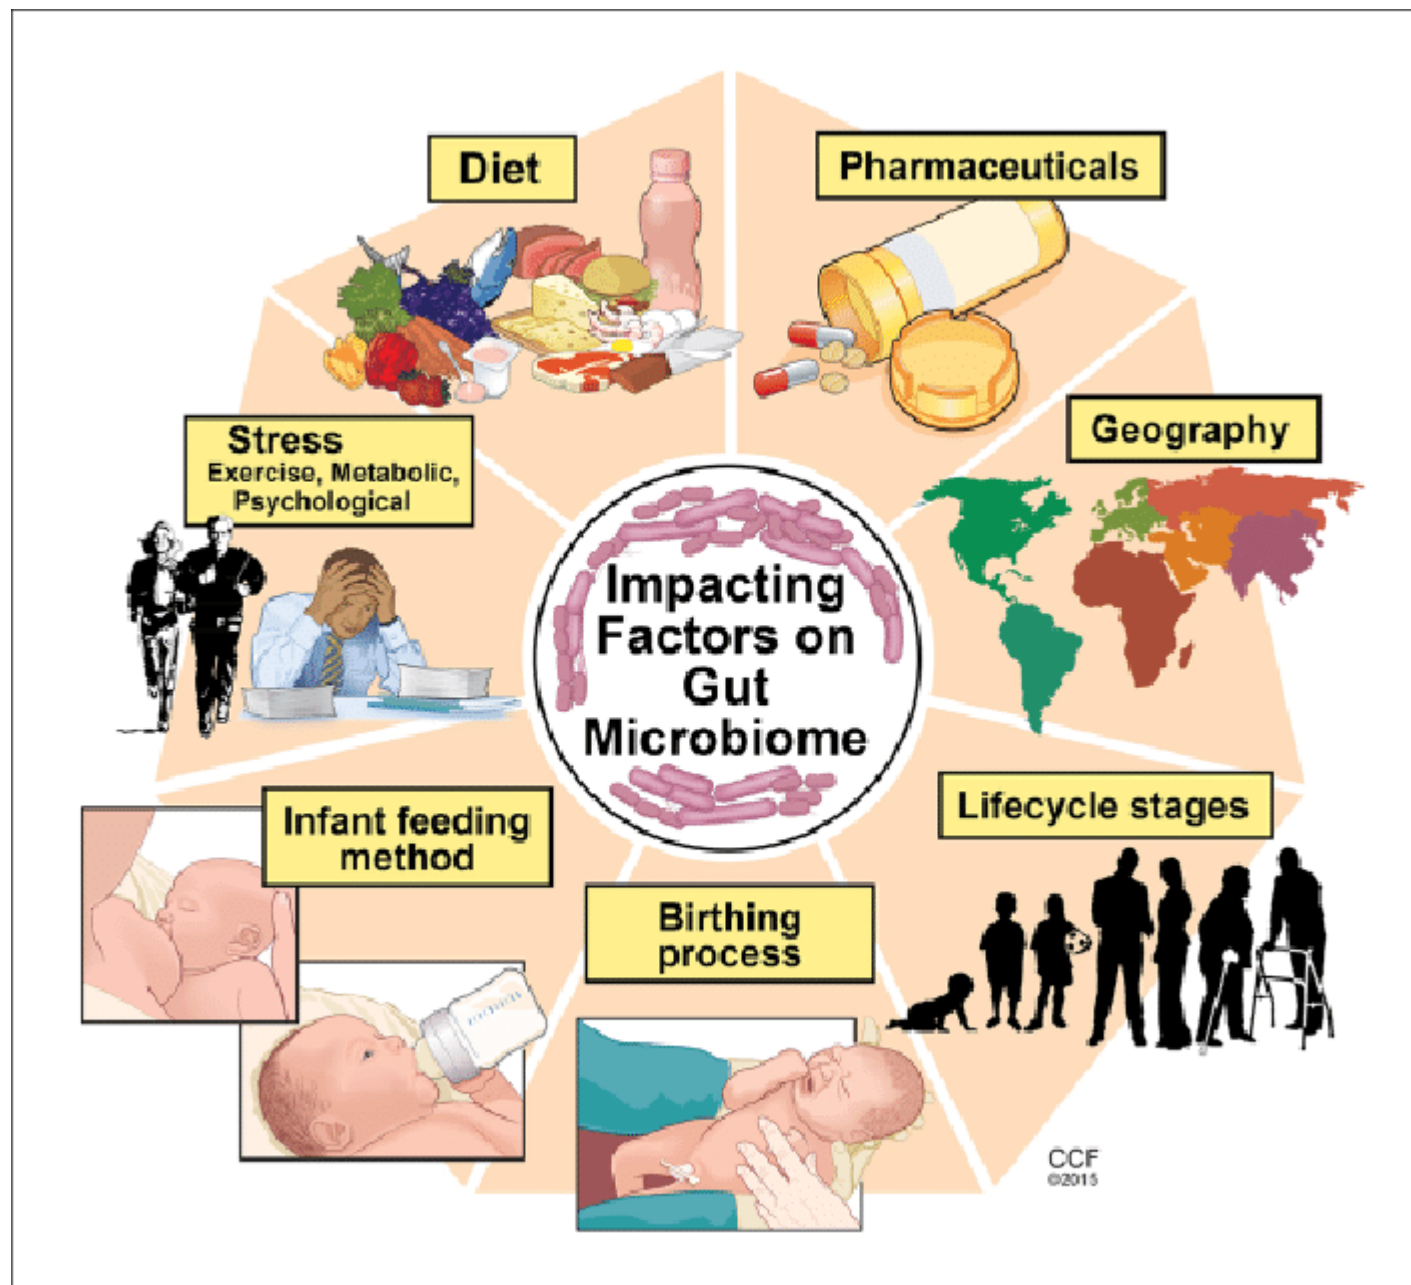 Diet
Pharmaceuticals
Geography
Stress
Exercise, Metabolic,
Psychological
Impacting
Factors on
Gut
Microbiome
Lifecycle stages
Infant feeding
method
Birthing
process
CCF
©2015